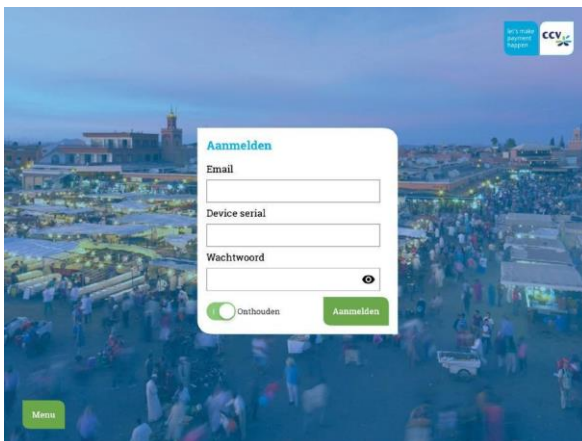 let's make
payment
happen
CCV
Aanmelden
Email
Device serial
Wachtwoord
Onthouden
Aanmelden
Menu